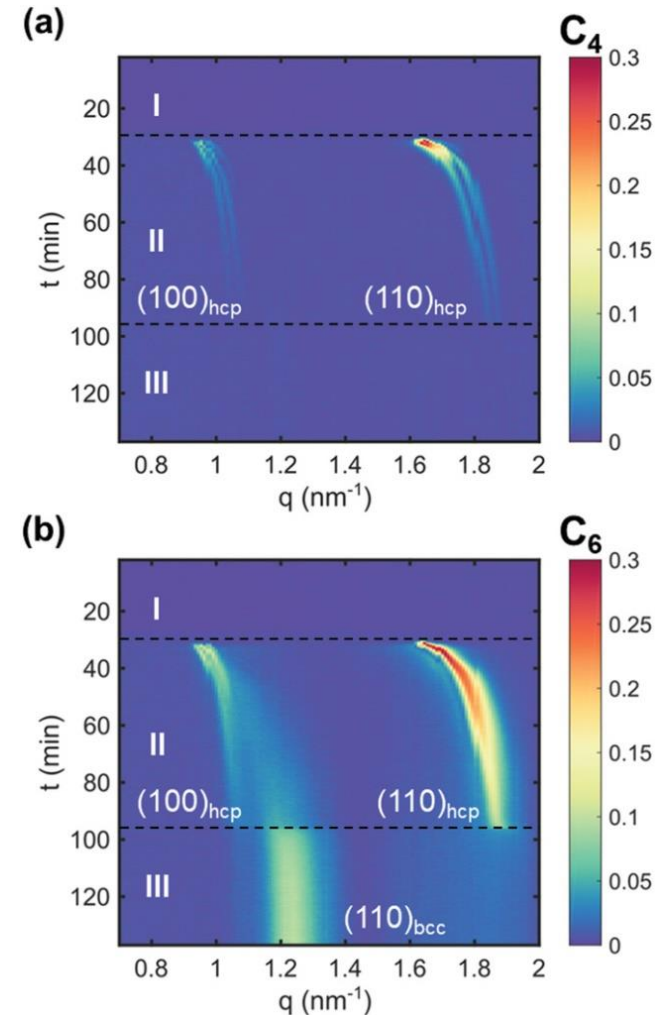 (a)
C4
0.3
0.25
0.2
0.15
0.1
0.05
0
t (min)
20
40
60
80
100
120
I
II
III
(100)hcp
(110)hcp
0.8 1 1.2 1.4 1.6 1.8 2
q (nm-1)
(b)
C6
0.3
0.25
0.2
0.15
0.1
0.05
0
t (min)
20
40
60
80
100
120
I
II
III
(100)hcp
(110)hcp
(110)bcc
0.8 1 1.2 1.4 1.6 1.8 2
q (nm-1)